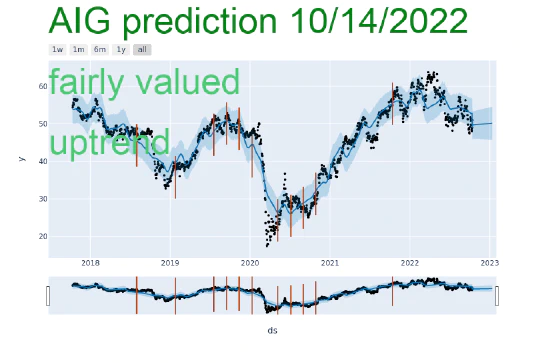 AIG prediction 10/14/2022
1w 1m 6m 1y all
fairly valued
uptrend
60
50
40
30
20
y
2018 2019 2020 2021 2022 2023
ds